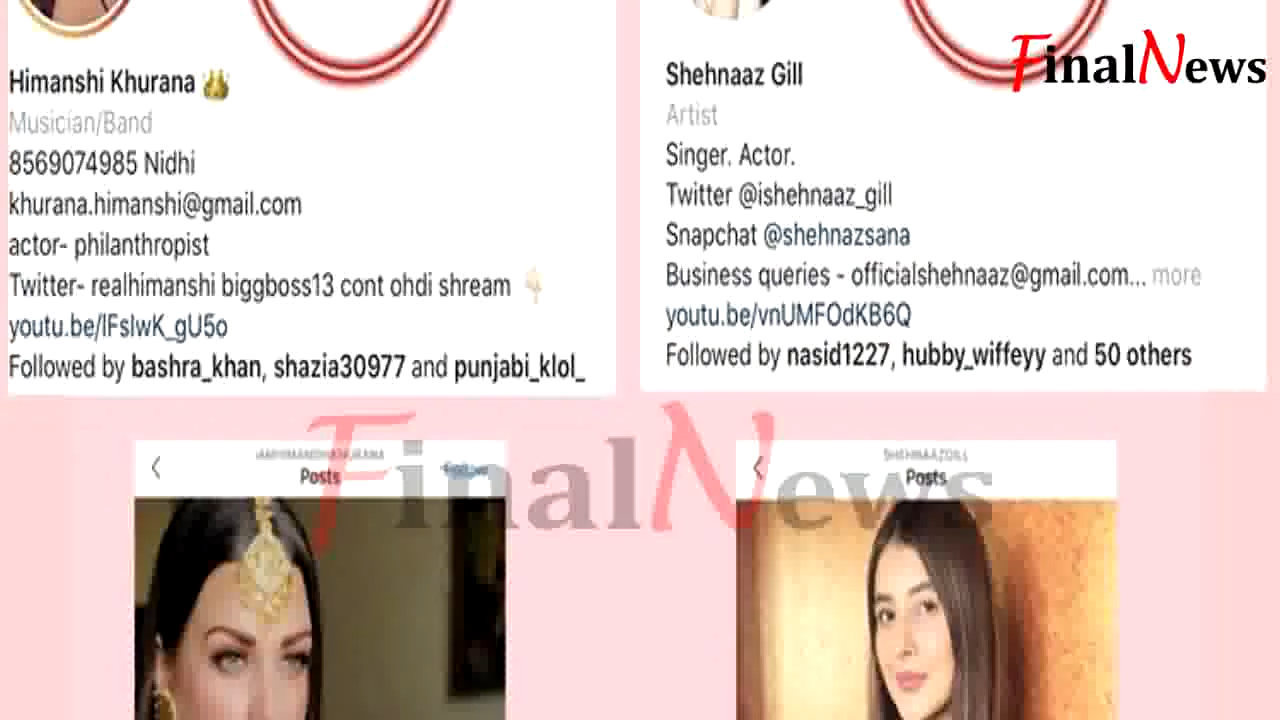 Himanshi Khurana
Musician/Band
8569074985 Nidhi
khurana.himanshi@gmail.com
actor- philanthropist
Twitter- realhimanshi biggboss13 cont ohdi shream
youtu.be/lFslwK_gU5o
Followed by bashra_khan, shazia30977 and punjabi_klol_
FinalNews
Shehnaaz Gill
Artist
Singer. Actor.
Twitter @ishehnaaz_gill
Snapchat @shehnazsana
Business queries - officialshehnaaz@gmail.com... more
youtu.be/vnUMFOdKB6Q
Followed by nasid1227, hubby_wiffeyy and 50 others
FinalNews
IAMHIMANSHIKHURANA
Posts
Follow
SHEHNAAZGILL
Posts